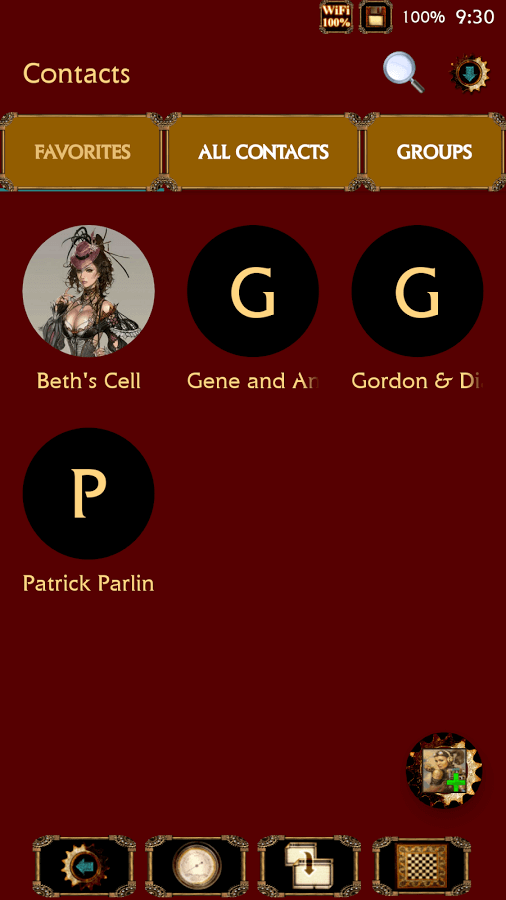 WiFi
100%
100% 9:30
Contacts
FAVORITES
ALL CONTACTS
GROUPS
G
G
Beth's Cell
Gene and An
Gordon & Di
P
Patrick Parlin